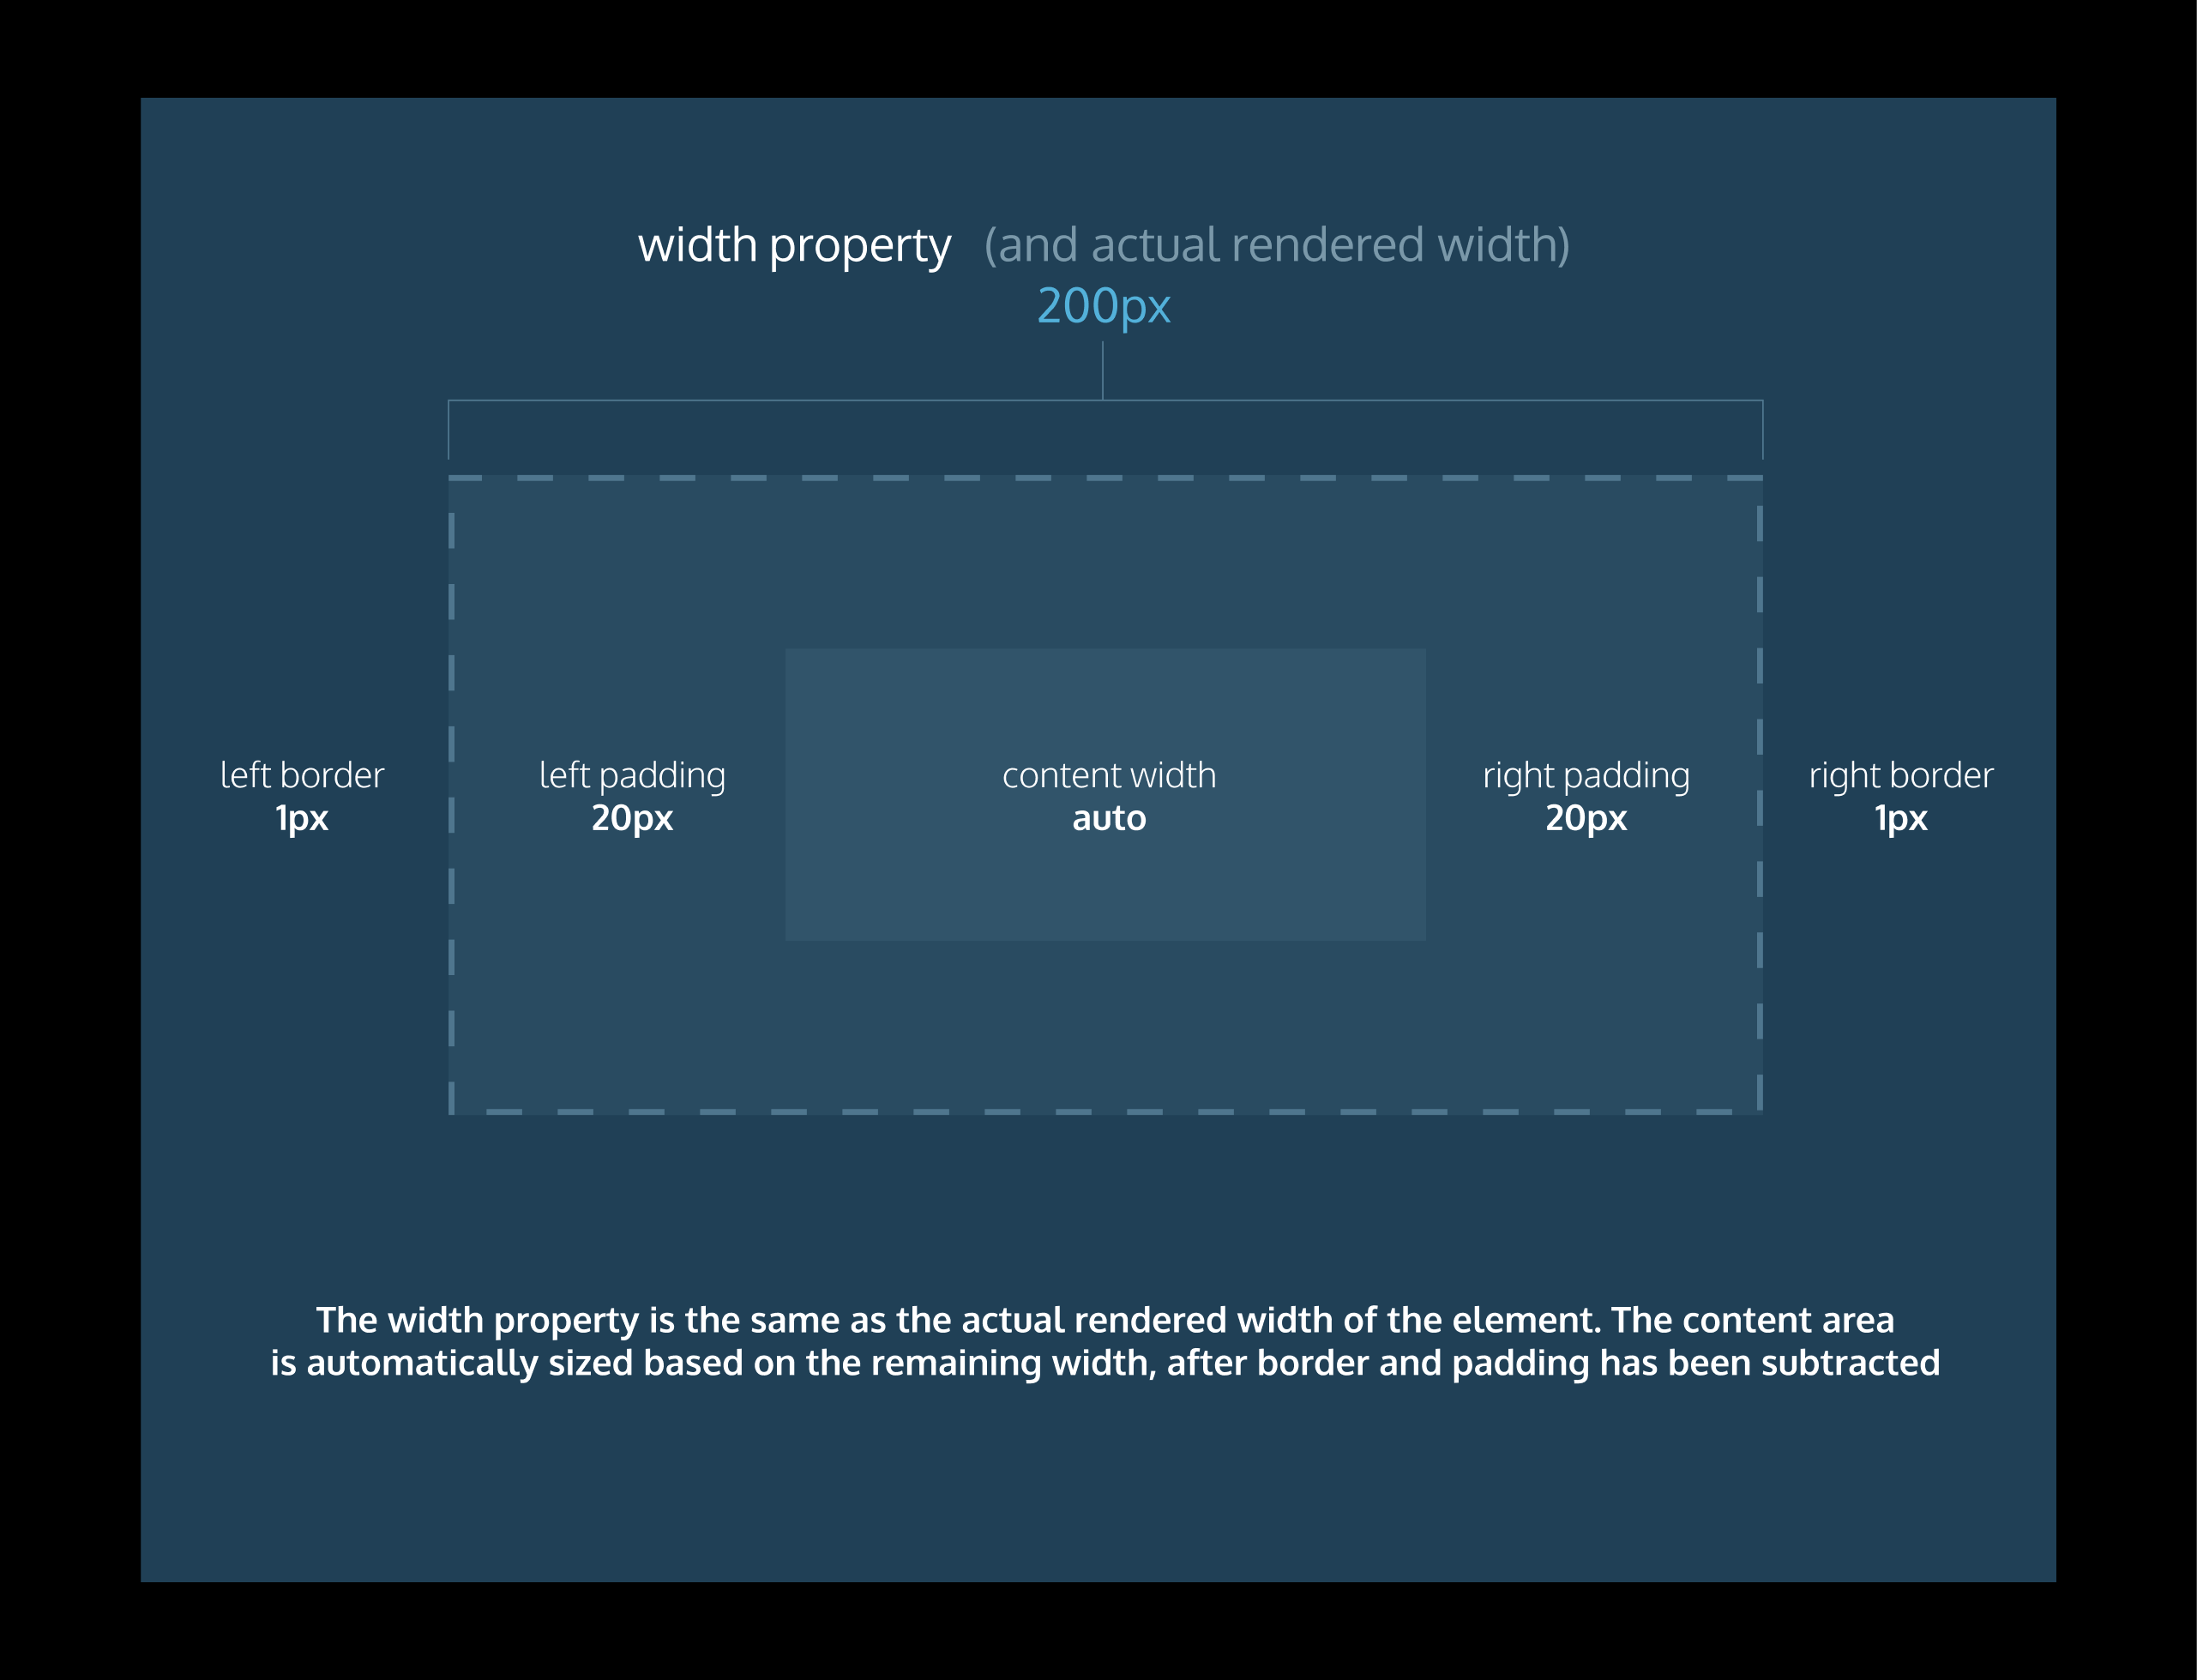 width property (and actual rendered width)
200px
left border
1px
left padding
20px
content width
auto
right padding
20px
right border
1px
The width property is the same as the actual rendered width of the element. The content area
is automatically sized based on the remaining width, after border and padding has been subtracted